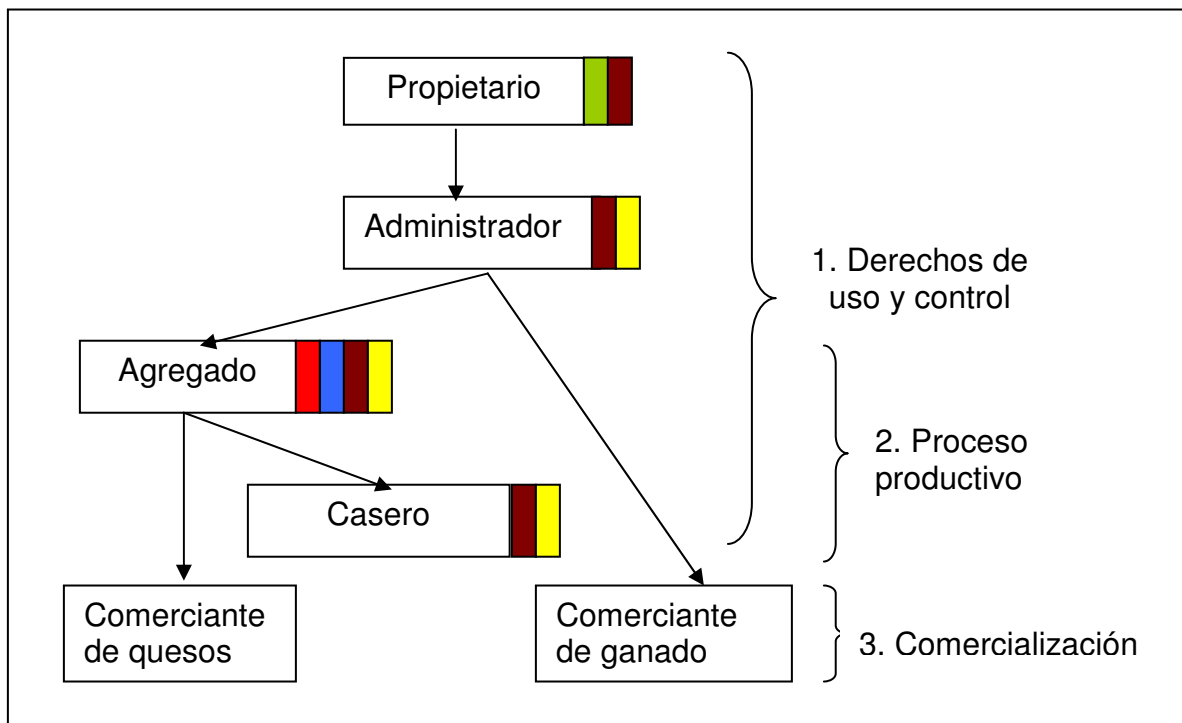 Propietario
Administrador
1. Derechos de
uso y control
Agregado
2. Proceso
productivo
Casero
Comerciante
de quesos
Comerciante
de ganado
3. Comercialización